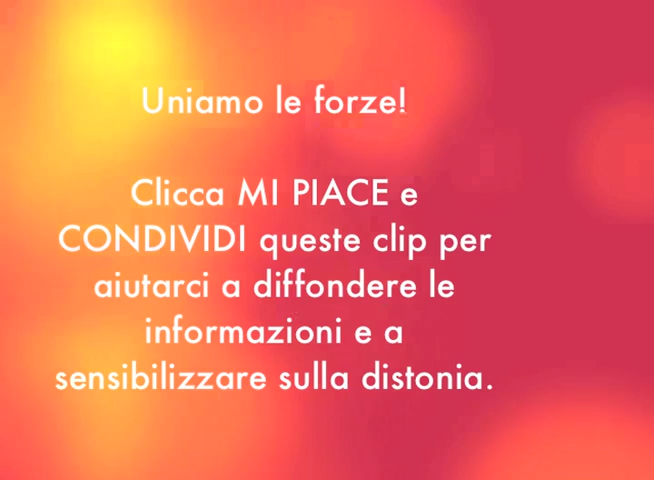 Uniamo le forze!
Clicca MI PIACE e
CONDIVIDI queste clip per
aiutarci a diffondere le
informazioni e a
sensibilizzare sulla distonia.